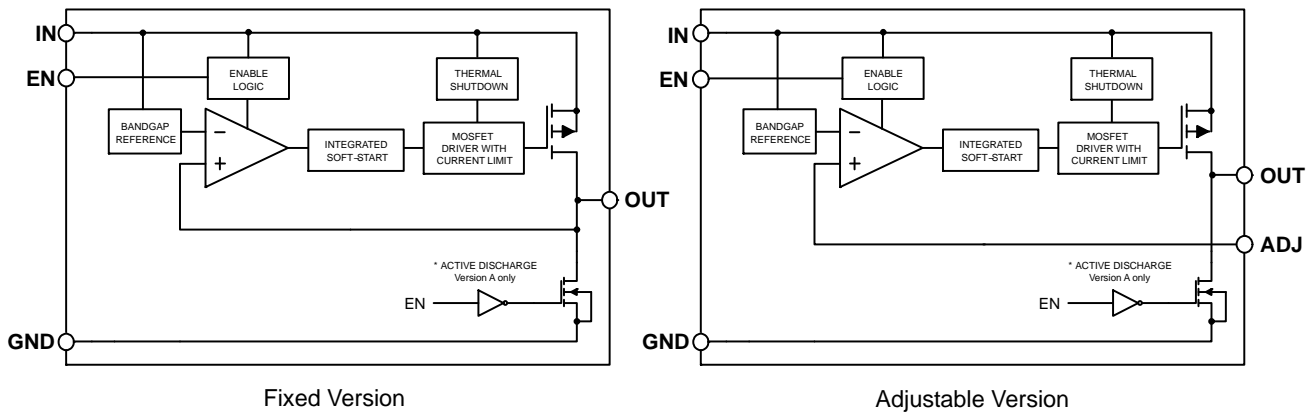 IN
EN
ENABLE
LOGIC
THERMAL
SHUTDOWN
BANDGAP
REFERENCE
−
+
INTEGRATED
SOFT−START
MOSFET
DRIVER WITH
CURRENT LIMIT
OUT
* ACTIVE DISCHARGE
Version A only
EN
GND
Fixed Version
IN
EN
ENABLE
LOGIC
THERMAL
SHUTDOWN
BANDGAP
REFERENCE
−
+
INTEGRATED
SOFT−START
MOSFET
DRIVER WITH
CURRENT LIMIT
OUT
ADJ
* ACTIVE DISCHARGE
Version A only
EN
GND
Adjustable Version